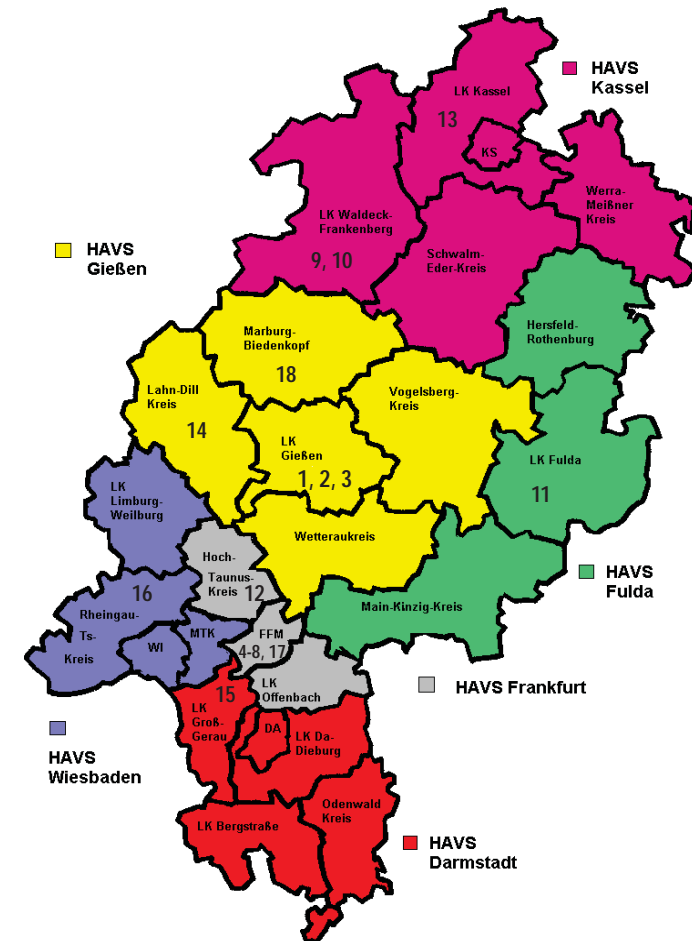 HAVS
Kassel
LK Kassel
13
KS
Werra-
Meißner
Kreis
LK Waldeck-
Frankenberg
9, 10
Schwalm-
Eder-Kreis
HAVS
Gießen
Marburg-
Biedenkopf
18
Hersfeld-
Rothenburg
Lahn-Dill
Kreis
14
Vogelsberg-
Kreis
LK
Gießen
1, 2, 3
LK Fulda
11
LK
Limburg-
Weilburg
Wetteraukreis
Hoch-
Taunus-
Kreis
12
HAVS
Fulda
16
Rheingau-
Ts-
Kreis
WI
MTK
FFM
4-8, 17
Main-Kinzig-Kreis
LK
Offenbach
HAVS Frankfurt
15
LK
Groß-
Gerau
DA
LK Da-
Dieburg
HAVS
Wiesbaden
Odenwald
Kreis
LK Bergstraße
HAVS
Darmstadt